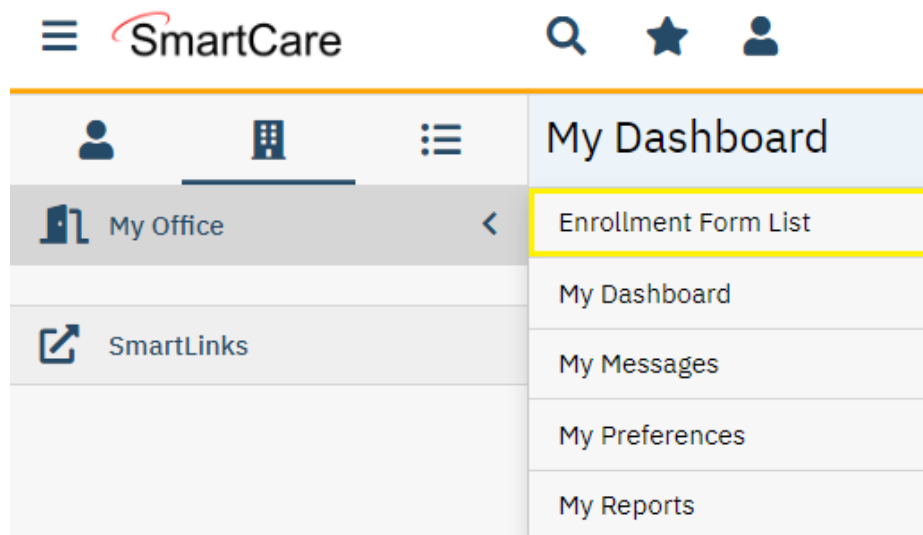 SmartCare
My Dashboard
My Office
Enrollment Form List
My Dashboard
SmartLinks
My Messages
My Preferences
My Reports